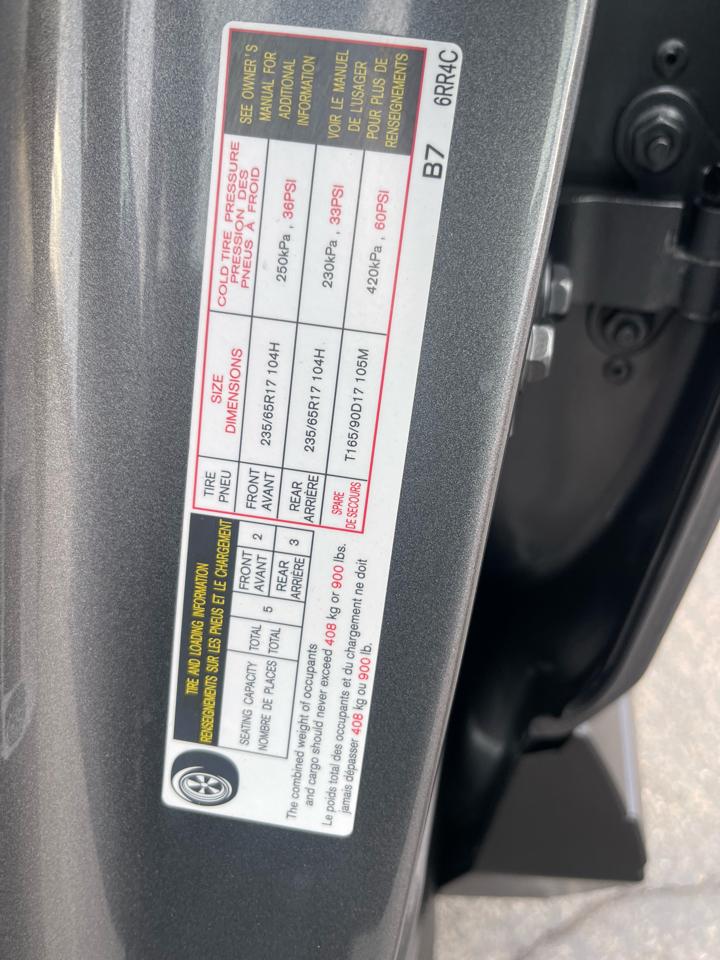 TIRE AND LOADING INFORMATION
RENSEIGNEMENTS SUR LES PNEUS ET LE CHARGEMENT
SEATING CAPACITY TOTAL 5 FRONT 2
NOMBRE DE PLACES TOTAL AVANT
REAR 3
ARRIÈRE
The combined weight of occupants
and cargo should never exceed 408 kg or 900 lbs.
Le poids total des occupants et du chargement ne doit
jamais dépasser 408 kg ou 900 lb.
TIRE SIZE COLD TIRE PRESSURE
PNEU DIMENSIONS PRESSION DES
PNEUS À FROID
FRONT 235/65R17 104H 250kPa , 36PSI
AVANT
REAR 235/65R17 104H 230kPa , 33PSI
ARRIÈRE
SPARE T165/90D17 105M 420kPa , 60PSI
DE SECOURS
SEE OWNER'S
MANUAL FOR
ADDITIONAL
INFORMATION
VOIR LE MANUEL
DE L'USAGER
POUR PLUS DE
RENSEIGNEMENTS
B7 6RR4C